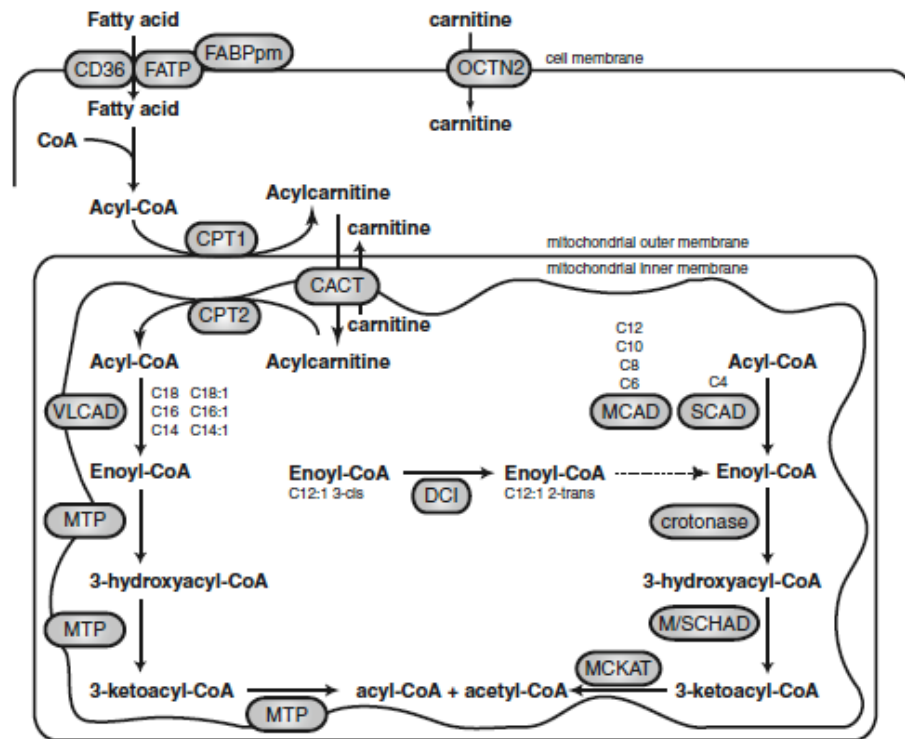 Fatty acid
carnitine
CD36
FATP
FABPpm
OCTN2
cell membrane
Fatty acid
carnitine
CoA
Acyl-CoA
Acylcarnitine
CPT1
carnitine
mitochondrial outer membrane
mitochondrial inner membrane
CACT
CPT2
carnitine
Acyl-CoA
Acylcarnitine
C12
C10
C8
C6
C4
Acyl-CoA
VLCAD
C18 C18:1
C16 C16:1
C14 C14:1
MCAD
SCAD
Enoyl-CoA
Enoyl-CoA
C12:1 3-cis
DCI
Enoyl-CoA
C12:1 2-trans
Enoyl-CoA
MTP
crotonase
3-hydroxyacyl-CoA
3-hydroxyacyl-CoA
MTP
M/SCHAD
3-ketoacyl-CoA
MTP
acyl-CoA + acetyl-CoA
MCKAT
3-ketoacyl-CoA